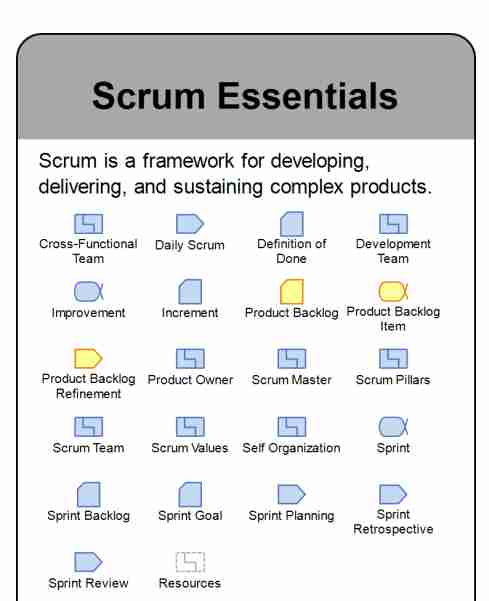 Scrum Essentials
Scrum is a framework for developing,
delivering, and sustaining complex products.
Cross-Functional
Team
Daily Scrum
Definition of
Done
Development
Team
Improvement
Increment
Product Backlog
Product Backlog
Item
Product Backlog
Refinement
Product Owner
Scrum Master
Scrum Pillars
Scrum Team
Scrum Values
Self Organization
Sprint
Sprint Backlog
Sprint Goal
Sprint Planning
Sprint
Retrospective
Sprint Review
Resources